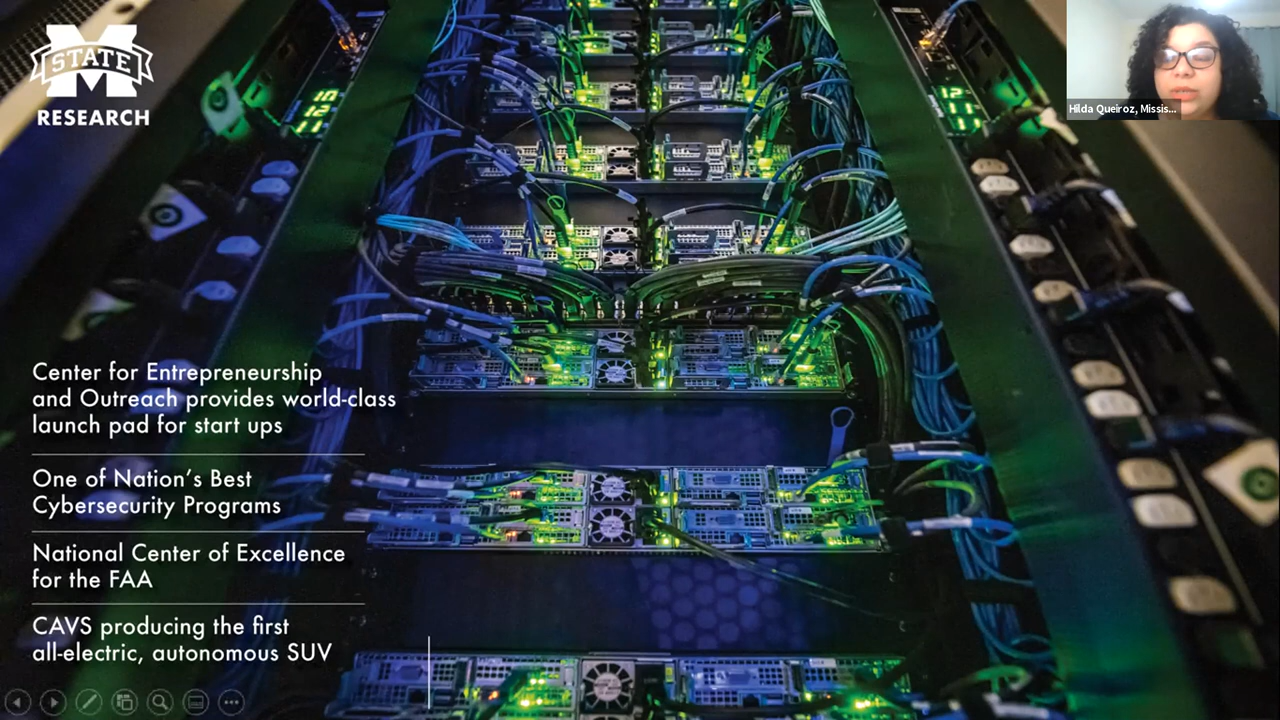 STATE
RESEARCH
Hilda Queiroz, Missis...
Center for Entrepreneurship
and Outreach provides world-class
launch pad for start ups
One of Nation's Best
Cybersecurity Programs
National Center of Excellence
for the FAA
CAVS producing the first
all-electric, autonomous SUV